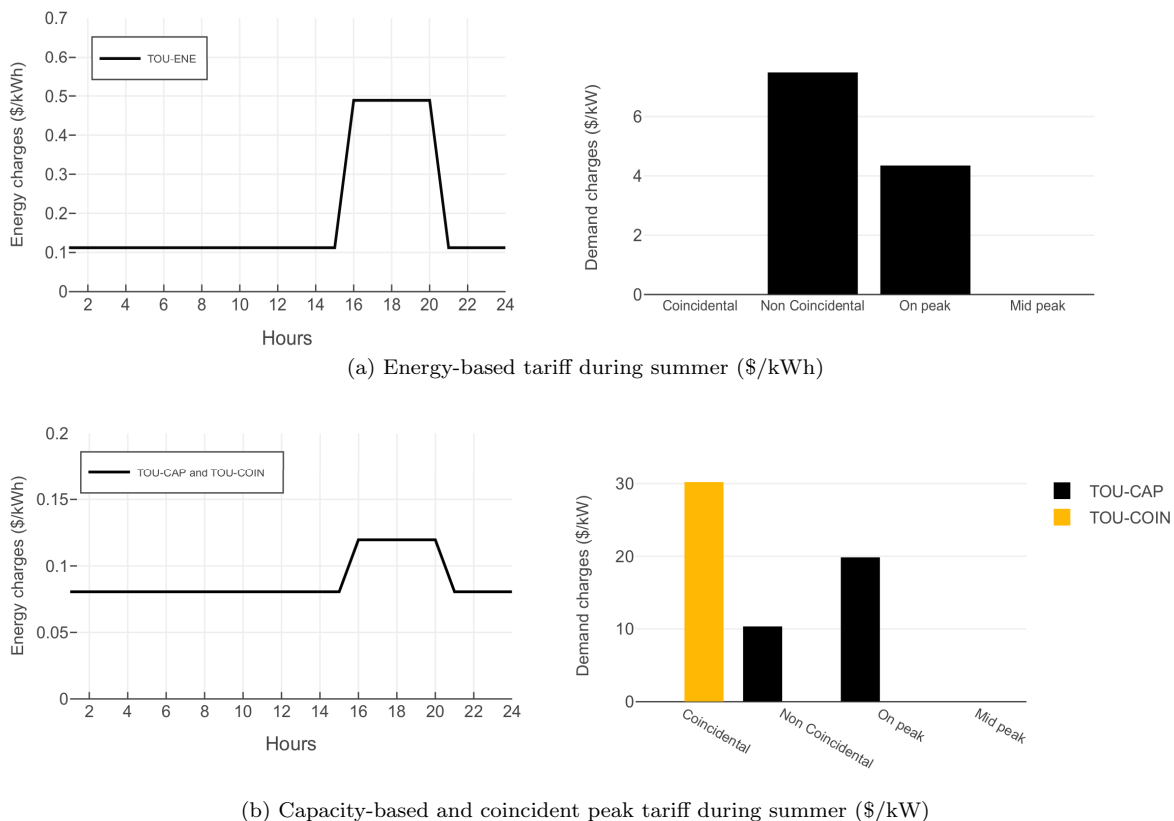 0.7
0.6
0.5
0.4
0.3
0.2
0.1
0
Energy charges ($/kWh)
TOU-ENE
2 4 6 8 10 12 14 16 18 20 22 24
Hours
6
4
2
0
Demand charges ($/kW)
Coincidental Non Coincidental On peak Mid peak
(a) Energy-based tariff during summer ($/kWh)
0.2
0.15
0.1
0.05
0
Energy charges ($/kWh)
TOU-CAP and TOU-COIN
2 4 6 8 10 12 14 16 18 20 22 24
Hours
30
20
10
0
Demand charges ($/kW)
Coincidental Non Coincidental On peak Mid peak
TOU-CAP
TOU-COIN
(b) Capacity-based and coincident peak tariff during summer ($/kW)